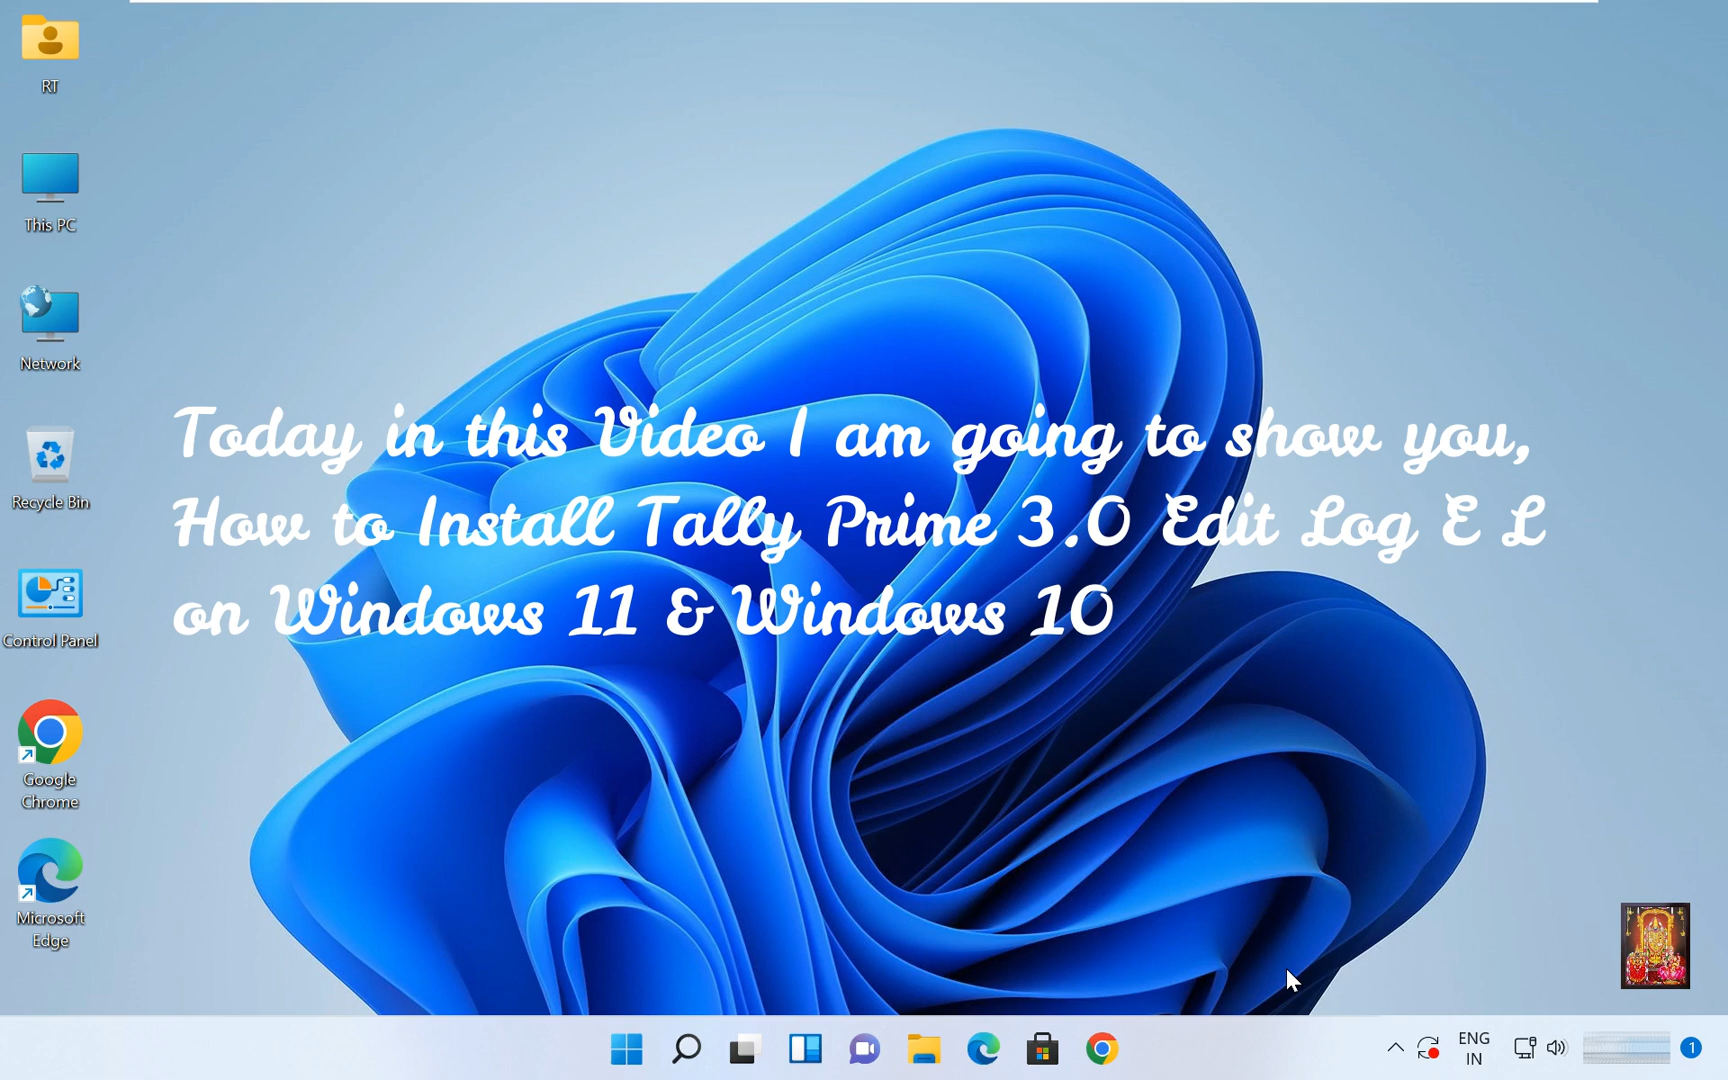 RT
This PC
Network
Recycle Bin
Control Panel
Google
Chrome
Microsoft
Edge
Today in this Video I am going to show you,
How to Install Tally Prime 3.0 Edit Log E L
on Windows 11 & Windows 10
ENG
IN
1